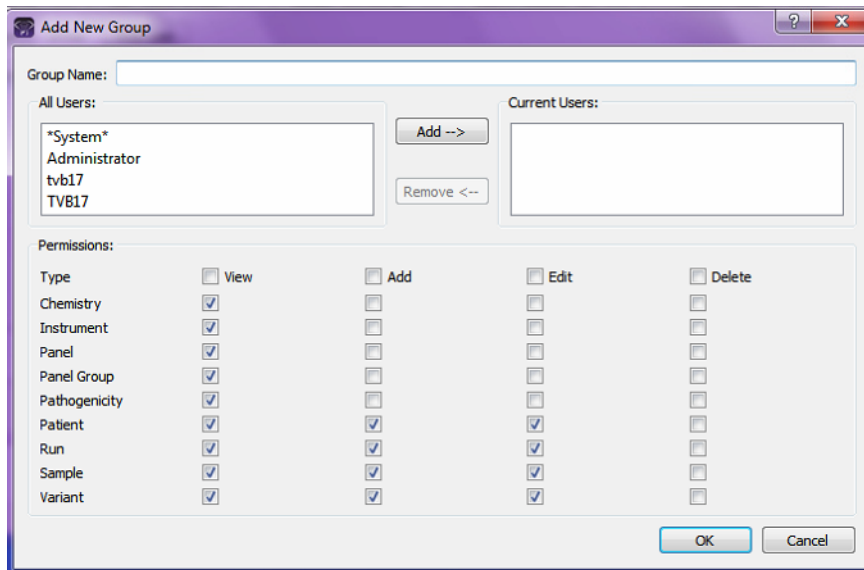 Add New Group
Group Name:
All Users:
Current Users:
*System*
Administrator
tvb17
TVB17
Add -->
Remove <--
Permissions:
Type View Add Edit Delete
Chemistry
Instrument
Panel
Panel Group
Pathogenicity
Patient
Run
Sample
Variant
OK Cancel